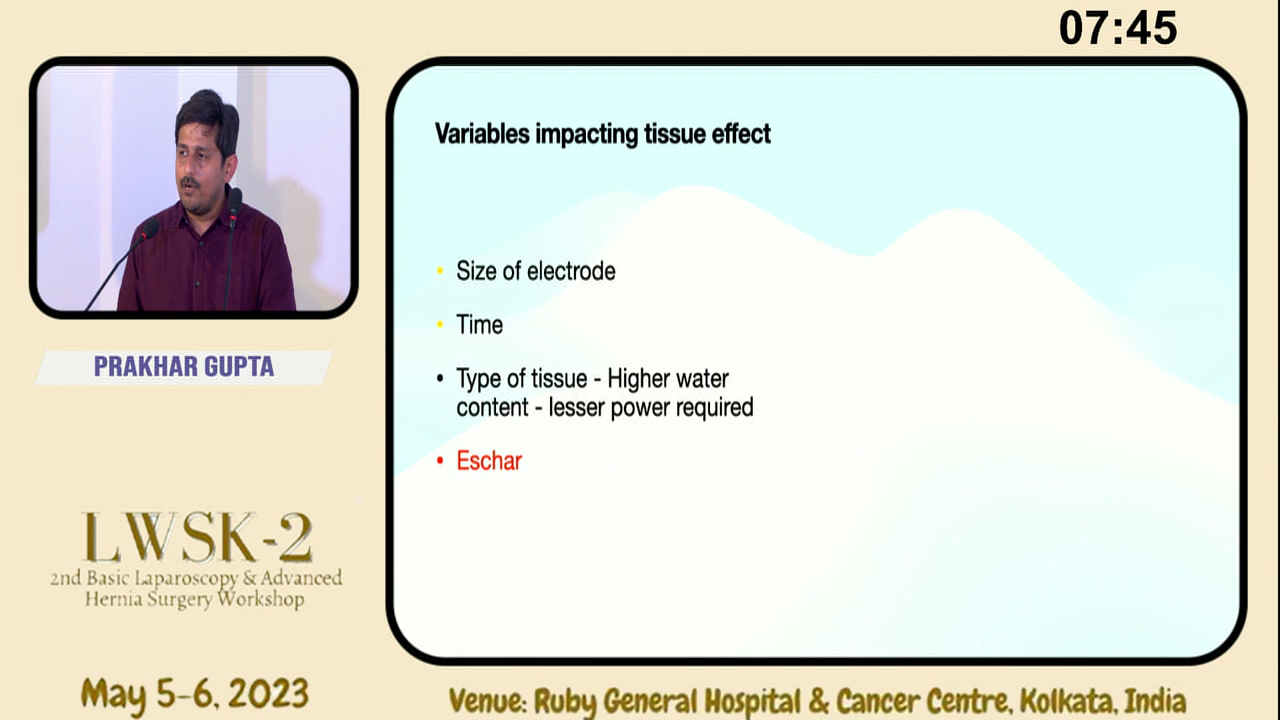 07:45
Variables impacting tissue effect
• Size of electrode
• Time
• Type of tissue - Higher water
content - lesser power required
• Eschar
PRAKHAR GUPTA
LWSK-2
2nd Basic Laparoscopy & Advanced
Hernia Surgery Workshop
May 5-6, 2023
Venue: Ruby General Hospital & Cancer Centre, Kolkata, India